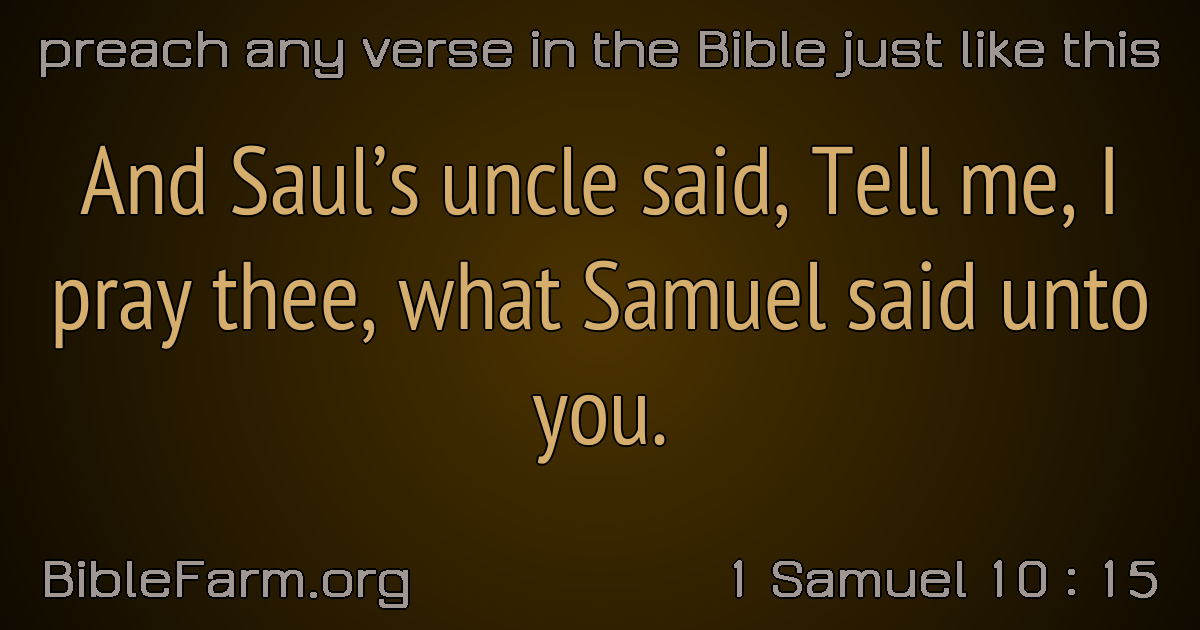 preach any verse in the Bible just like this
And Saul’s uncle said, Tell me, I
pray thee, what Samuel said unto
you.
BibleFarm.org
1 Samuel 10 : 15